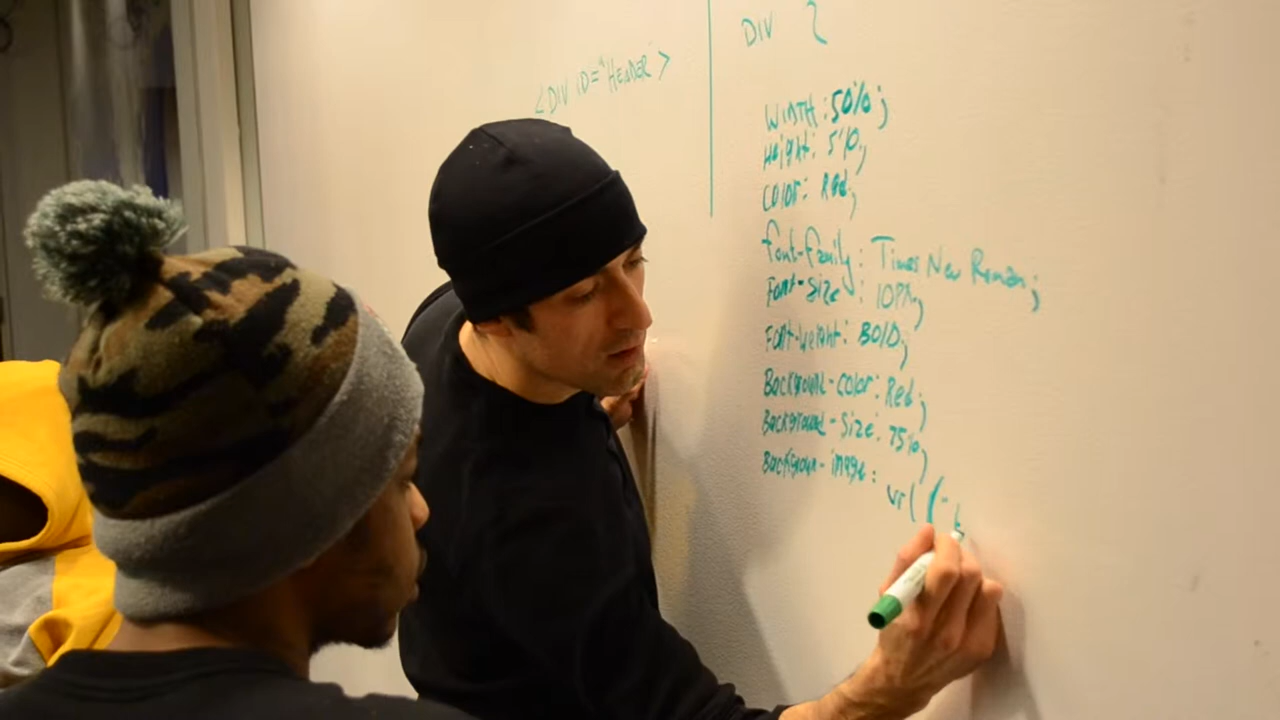 <DIV ID="HEADER">
DIV {
WIDTH: 50%;
Height: 5%;
Color: Red;
font-family: Times New Roman;
Font-Size: 10PX;
Font-Weight: BOLD;
Background-color: Red;
Background-Size: 75%;
Backgroun-image:
url ("